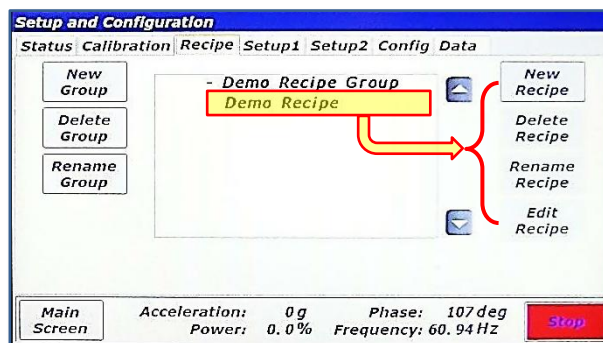 Setup and Configuration
Status Calibration Recipe Setup1 Setup2 Config Data
New
Group
Delete
Group
Rename
Group
- Demo Recipe Group
Demo Recipe
New
Recipe
Delete
Recipe
Rename
Recipe
Edit
Recipe
Main
Screen
Acceleration: 0 g Phase: 107 deg
Power: 0.0% Frequency: 60.94 Hz
Stop